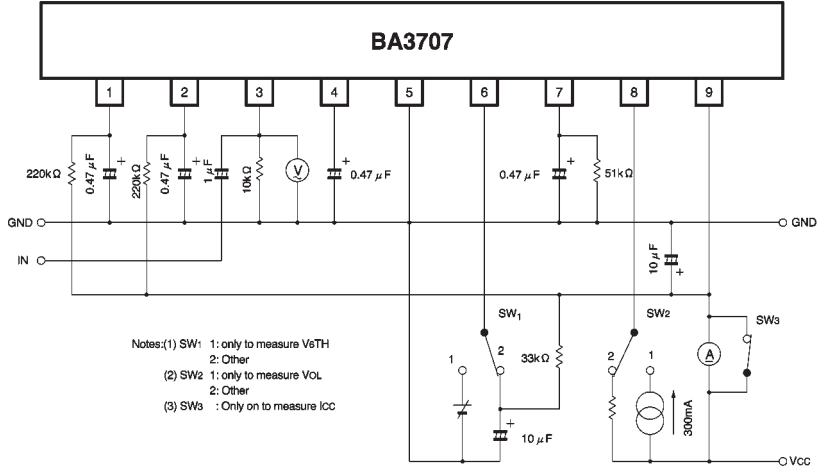 BA3707
1 2 3 4 5 6 7 8 9
220kΩ 0.47 μF + 220kΩ 0.47 μF + 1 μF 10kΩ V 0.47 μF + 0.47 μF + 51kΩ
GND GND
IN
10 μF +
SW1 SW2 SW3
Notes:(1) SW1 1: only to measure V6TH
2: Other
(2) SW2 1: only to measure VOL
2: Other
(3) SW3 : Only on to measure ICC
1 2 33kΩ 2 1 A
+ 10 μF 300mA
VCC